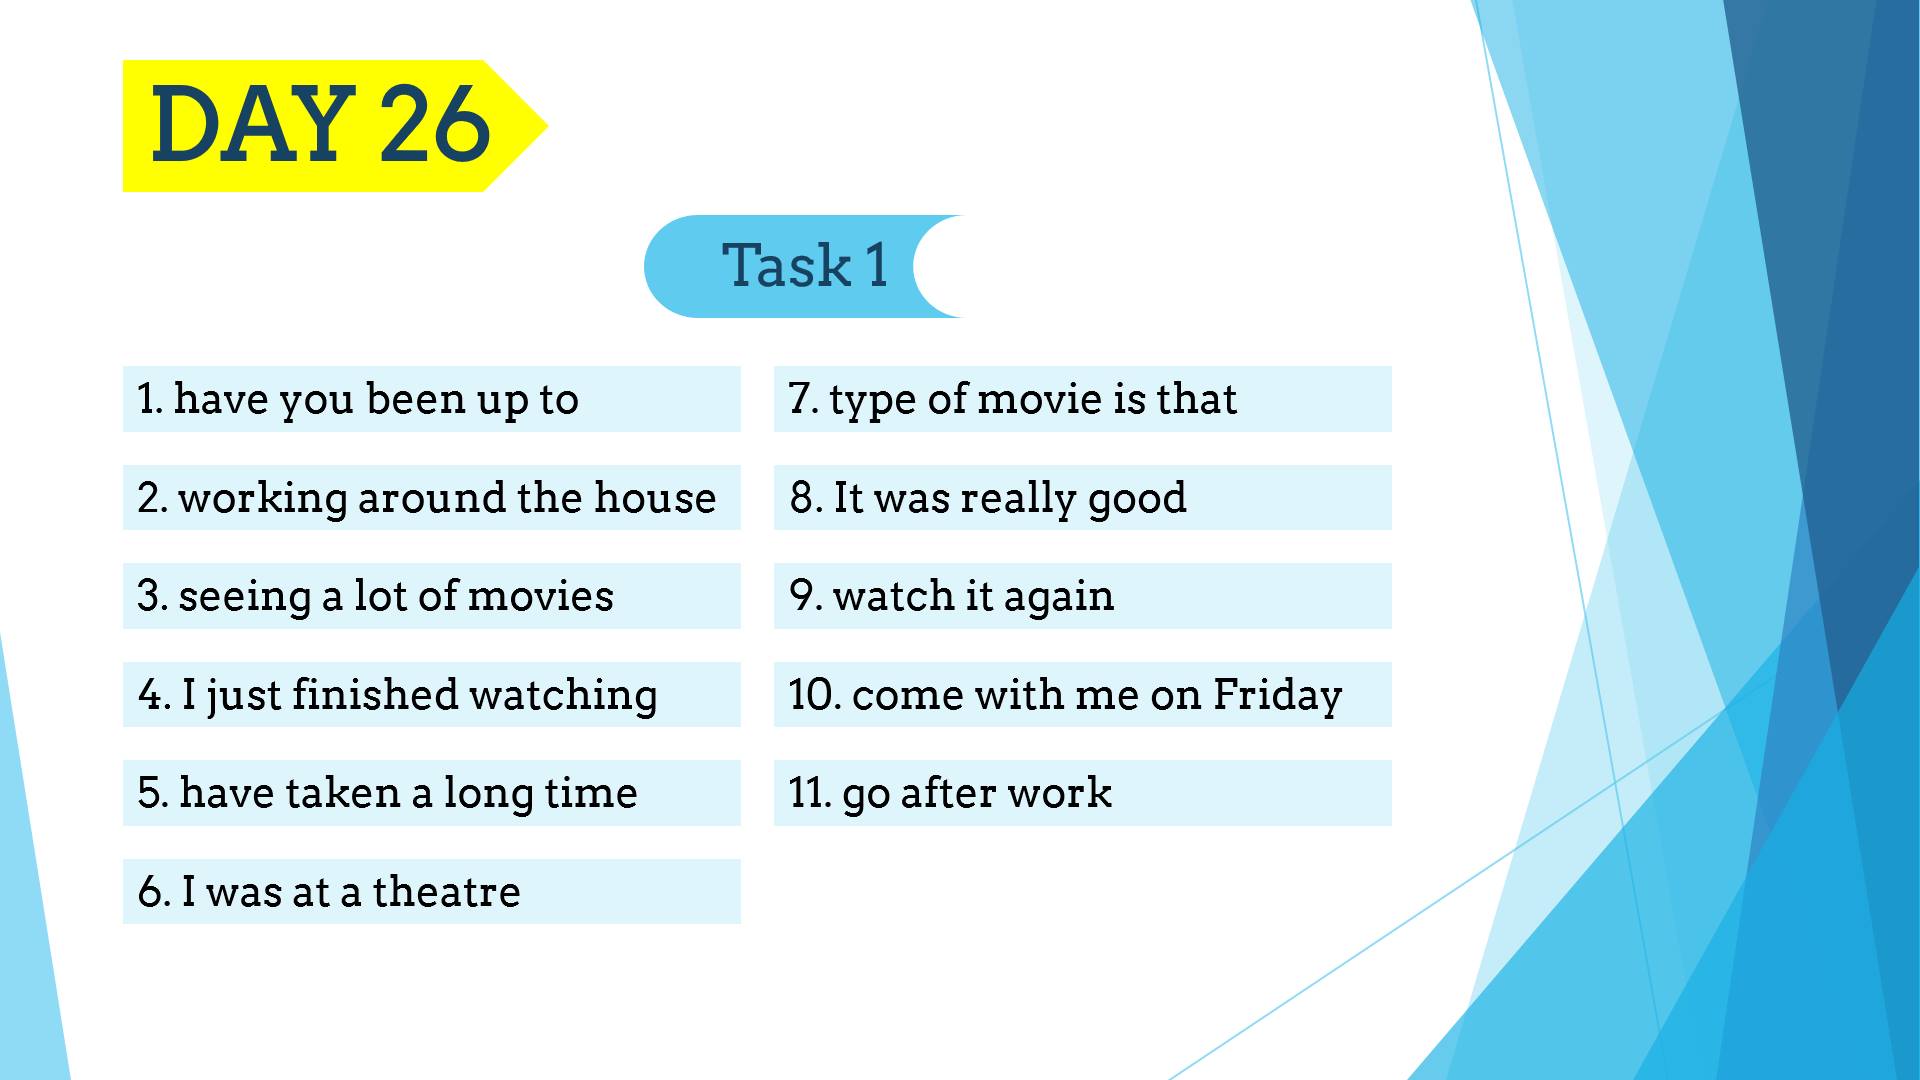 DAY 26
Task 1
1. have you been up to
2. working around the house
3. seeing a lot of movies
4. I just finished watching
5. have taken a long time
6. I was at a theatre
7. type of movie is that
8. It was really good
9. watch it again
10. come with me on Friday
11. go after work